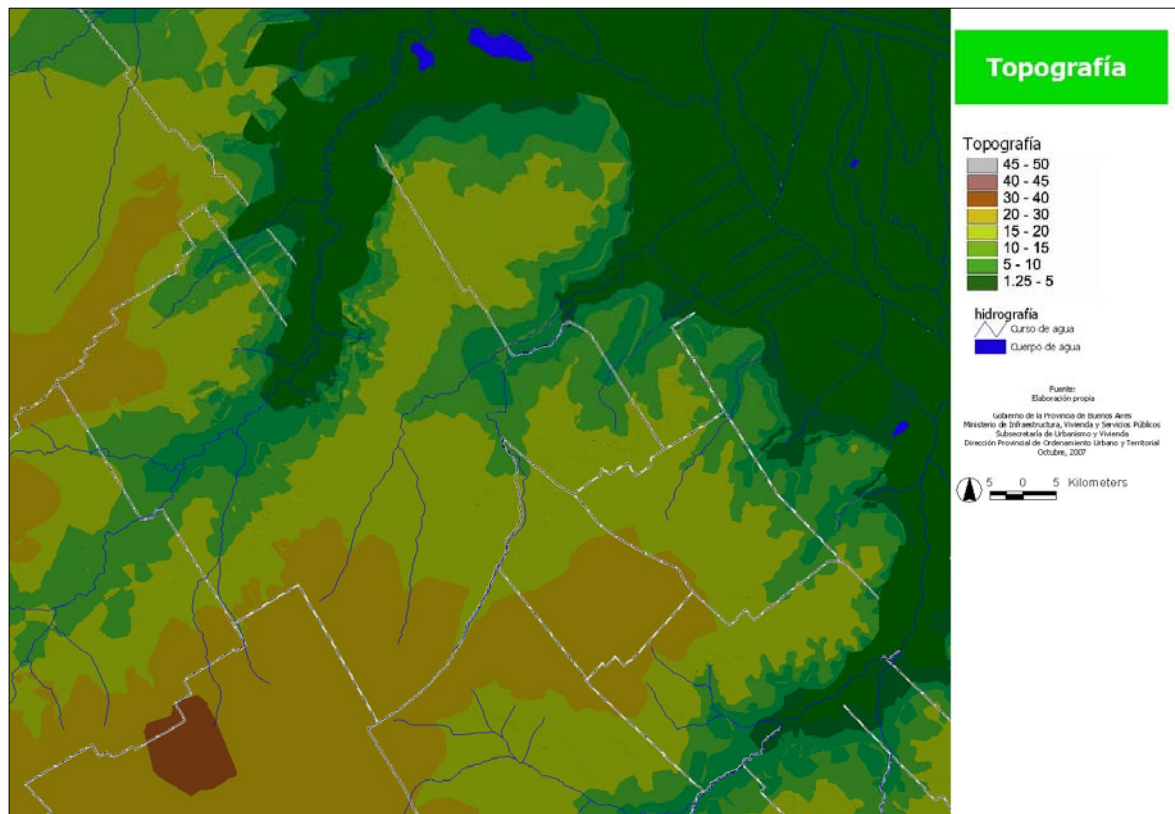 Topografía
Topografía
45 - 50
40 - 45
30 - 40
20 - 30
15 - 20
10 - 15
5 - 10
1.25 - 5
hidrografía
Curso de agua
Cuerpo de agua
Fuente:
Elaboración propia
Gobierno de la Provincia de Buenos Aires
Ministerio de Infraestructura, Vivienda y Servicios Públicos
Subsecretaría de Urbanismo y Vivienda
Dirección Provincial de Ordenamiento Urbano y Territorial
Octubre, 2007
5 0 5 Kilometers